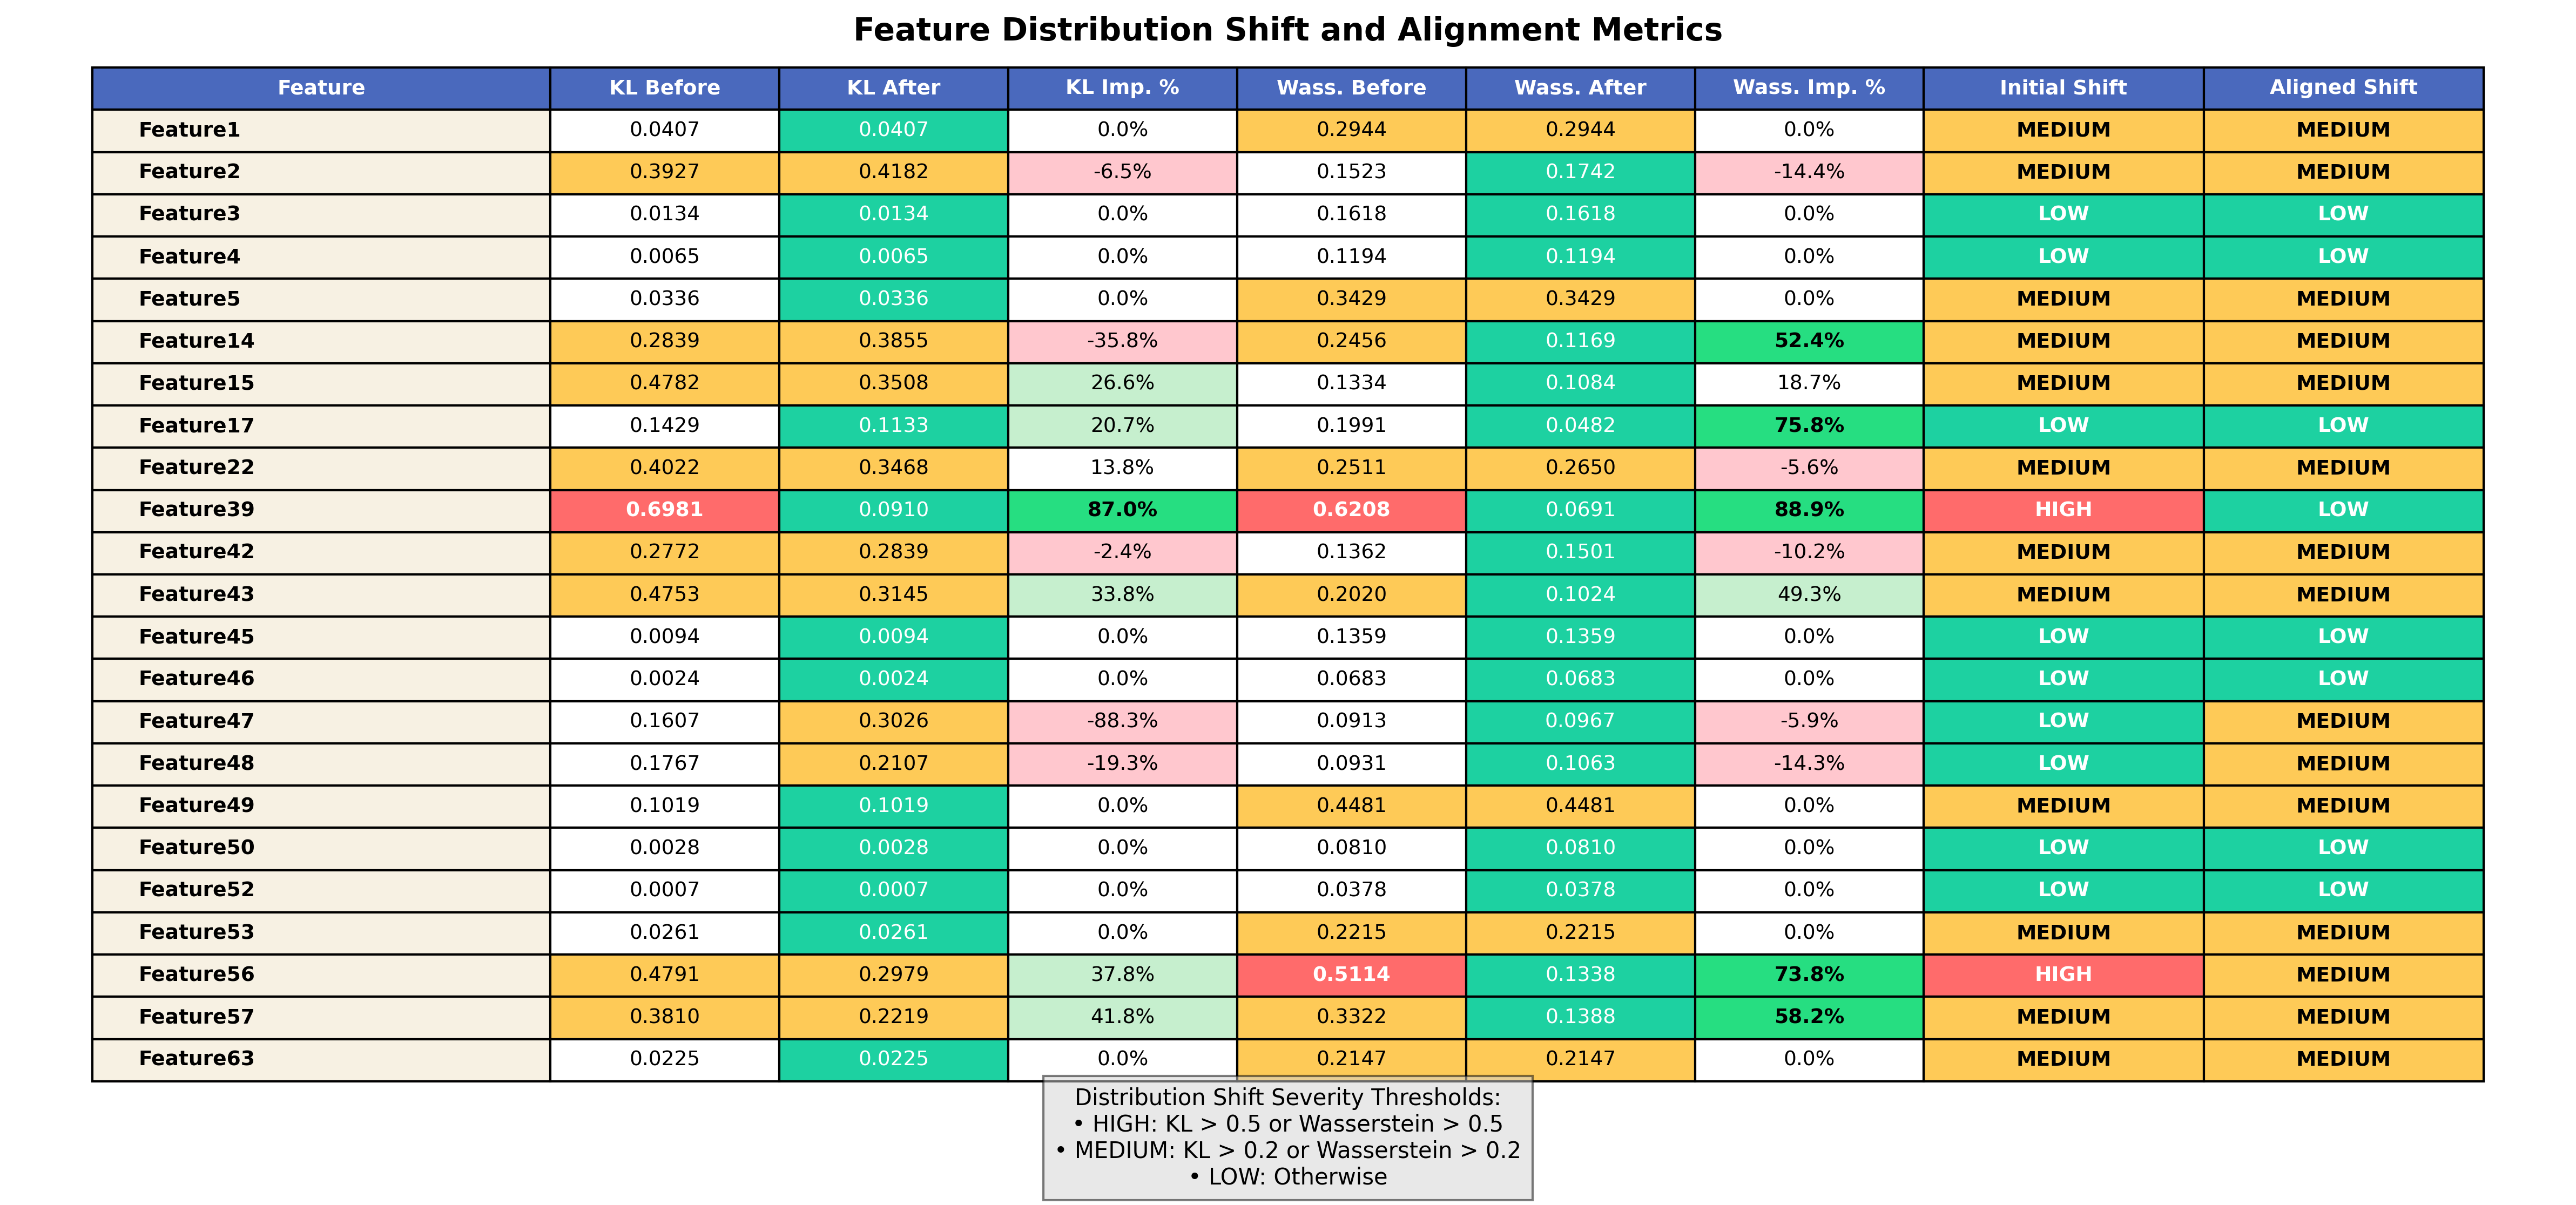 Feature Distribution Shift and Alignment Metrics
Feature KL Before KL After KL Imp. % Wass. Before Wass. After Wass. Imp. % Initial Shift Aligned Shift
Feature1 0.0407 0.0407 0.0% 0.2944 0.2944 0.0% MEDIUM MEDIUM
Feature2 0.3927 0.4182 -6.5% 0.1523 0.1742 -14.4% MEDIUM MEDIUM
Feature3 0.0134 0.0134 0.0% 0.1618 0.1618 0.0% LOW LOW
Feature4 0.0065 0.0065 0.0% 0.1194 0.1194 0.0% LOW LOW
Feature5 0.0336 0.0336 0.0% 0.3429 0.3429 0.0% MEDIUM MEDIUM
Feature14 0.2839 0.3855 -35.8% 0.2456 0.1169 52.4% MEDIUM MEDIUM
Feature15 0.4782 0.3508 26.6% 0.1334 0.1084 18.7% MEDIUM MEDIUM
Feature17 0.1429 0.1133 20.7% 0.1991 0.0482 75.8% LOW LOW
Feature22 0.4022 0.3468 13.8% 0.2511 0.2650 -5.6% MEDIUM MEDIUM
Feature39 0.6981 0.0910 87.0% 0.6208 0.0691 88.9% HIGH LOW
Feature42 0.2772 0.2839 -2.4% 0.1362 0.1501 -10.2% MEDIUM MEDIUM
Feature43 0.4753 0.3145 33.8% 0.2020 0.1024 49.3% MEDIUM MEDIUM
Feature45 0.0094 0.0094 0.0% 0.1359 0.1359 0.0% LOW LOW
Feature46 0.0024 0.0024 0.0% 0.0683 0.0683 0.0% LOW LOW
Feature47 0.1607 0.3026 -88.3% 0.0913 0.0967 -5.9% LOW MEDIUM
Feature48 0.1767 0.2107 -19.3% 0.0931 0.1063 -14.3% LOW MEDIUM
Feature49 0.1019 0.1019 0.0% 0.4481 0.4481 0.0% MEDIUM MEDIUM
Feature50 0.0028 0.0028 0.0% 0.0810 0.0810 0.0% LOW LOW
Feature52 0.0007 0.0007 0.0% 0.0378 0.0378 0.0% LOW LOW
Feature53 0.0261 0.0261 0.0% 0.2215 0.2215 0.0% MEDIUM MEDIUM
Feature56 0.4791 0.2979 37.8% 0.5114 0.1338 73.8% HIGH MEDIUM
Feature57 0.3810 0.2219 41.8% 0.3322 0.1388 58.2% MEDIUM MEDIUM
Feature63 0.0225 0.0225 0.0% 0.2147 0.2147 0.0% MEDIUM MEDIUM
Distribution Shift Severity Thresholds:
• HIGH: KL > 0.5 or Wasserstein > 0.5
• MEDIUM: KL > 0.2 or Wasserstein > 0.2
• LOW: Otherwise